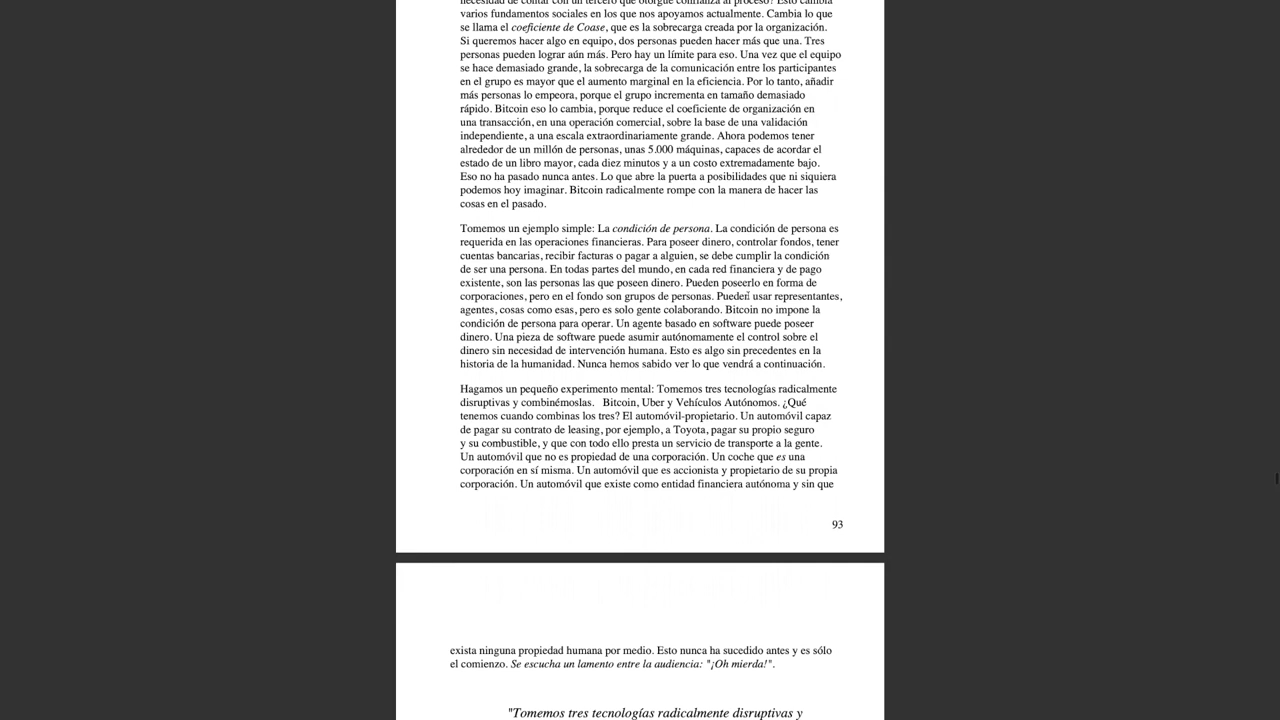 necesidad de contar con un tercero que otorgue confianza al proceso? Esto cambia
varios fundamentos sociales en los que nos apoyamos actualmente. Cambia lo que
se llama el coeficiente de Coase, que es la sobrecarga creada por la organización.
Si queremos hacer algo en equipo, dos personas pueden hacer más que una. Tres
personas pueden lograr aún más. Pero hay un límite para eso. Una vez que el equipo
se hace demasiado grande, la sobrecarga de la comunicación entre los participantes
en el grupo es mayor que el aumento marginal en la eficiencia. Por lo tanto, añadir
más personas lo empeora, porque el grupo incrementa en tamaño demasiado
rápido. Bitcoin eso lo cambia, porque reduce el coeficiente de organización en
una transacción, en una operación comercial, sobre la base de una validación
independiente, a una escala extraordinariamente grande. Ahora podemos tener
alrededor de un millón de personas, unas 5.000 máquinas, capaces de acordar el
estado de un libro mayor, cada diez minutos y a un costo extremadamente bajo.
Eso no ha pasado nunca antes. Lo que abre la puerta a posibilidades que ni siquiera
podemos hoy imaginar. Bitcoin radicalmente rompe con la manera de hacer las
cosas en el pasado.
Tomemos un ejemplo simple: La condición de persona. La condición de persona es
requerida en las operaciones financieras. Para poseer dinero, controlar fondos, tener
cuentas bancarias, recibir facturas o pagar a alguien, se debe cumplir la condición
de ser una persona. En todas partes del mundo, en cada red financiera y de pago
existente, son las personas las que poseen dinero. Pueden poseerlo en forma de
corporaciones, pero en el fondo son grupos de personas. Pueden usar representantes,
agentes, cosas como esas, pero es solo gente colaborando. Bitcoin no impone la
condición de persona para operar. Un agente basado en software puede poseer
dinero. Una pieza de software puede asumir autónomamente el control sobre el
dinero sin necesidad de intervención humana. Esto es algo sin precedentes en la
historia de la humanidad. Nunca hemos sabido ver lo que vendrá a continuación.
Hagamos un pequeño experimento mental: Tomemos tres tecnologías radicalmente
disruptivas y combinémoslas. Bitcoin, Uber y Vehículos Autónomos. ¿Qué
tenemos cuando combinas los tres? El automóvil-propietario. Un automóvil capaz
de pagar su contrato de leasing, por ejemplo, a Toyota, pagar su propio seguro
y su combustible, y que con todo ello presta un servicio de transporte a la gente.
Un automóvil que no es propiedad de una corporación. Un coche que es una
corporación en sí misma. Un automóvil que es accionista y propietario de su propia
corporación. Un automóvil que existe como entidad financiera autónoma y sin que
93
exista ninguna propiedad humana por medio. Esto nunca ha sucedido antes y es sólo
el comienzo. Se escucha un lamento entre la audiencia: "¡Oh mierda!".
"Tomemos tres tecnologías radicalmente disruptivas y